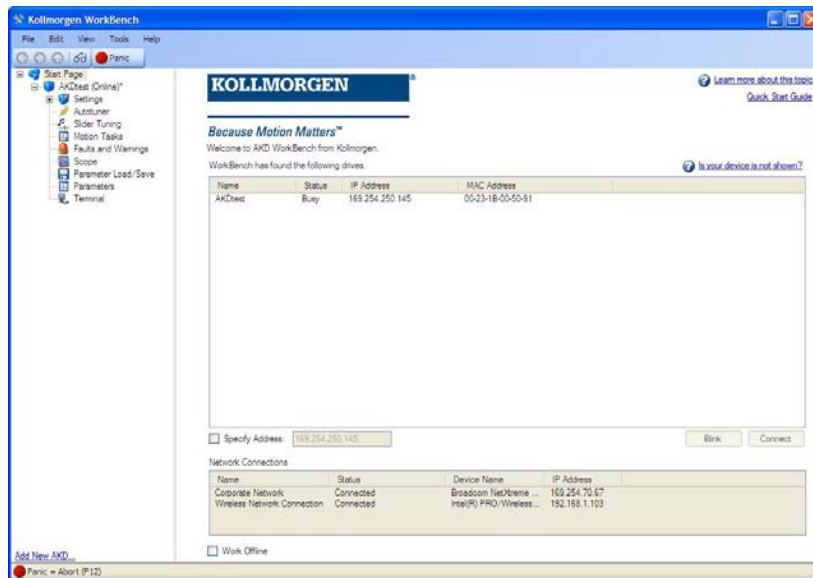 Kollmorgen WorkBench
File Edit View Tools Help
Panic
Start Page
AKDtest (Online)*
Settings
Autotuner
Slider Tuning
Motion Tasks
Faults and Warnings
Scope
Parameter Load/Save
Parameters
Terminal
Add New AKD...
KOLLMORGEN®
Because Motion Matters™
Learn more about this topic
Quick Start Guide
Welcome to AKD WorkBench from Kollmorgen.
WorkBench has found the following drives.
Is your device is not shown?
Name Status IP Address MAC Address
AKDtest Busy 169.254.250.145 00-23-1B-00-50-91
Specify Address: 169.254.250.145
Blink Connect
Network Connections
Name Status Device Name IP Address
Corporate Network Connected Broadcom NetXtreme ... 169.254.70.67
Wireless Network Connection Connected Intel(R) PRO/Wireless... 192.168.1.103
Work Offline
Panic = Abort (F12)